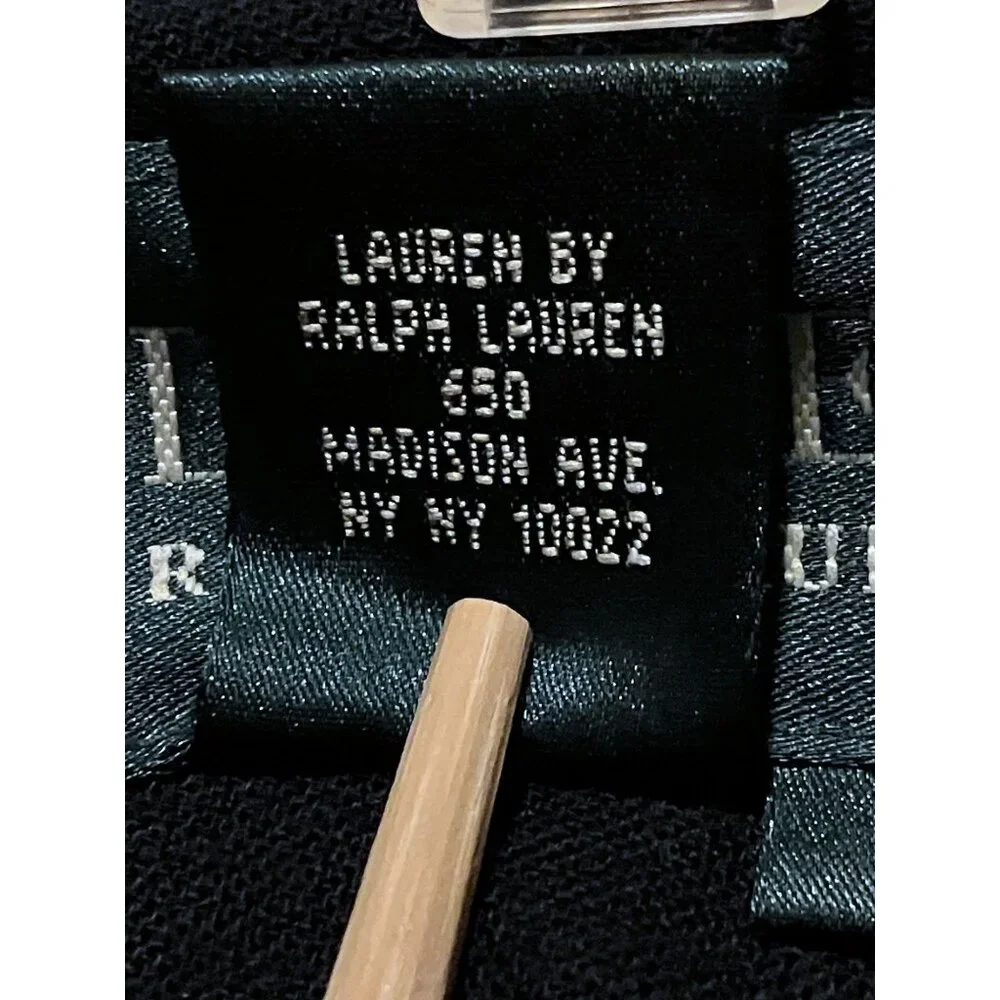 LAUREN BY
RALPH LAUREN
650
MADISON AVE.
NY NY 10022
R
U